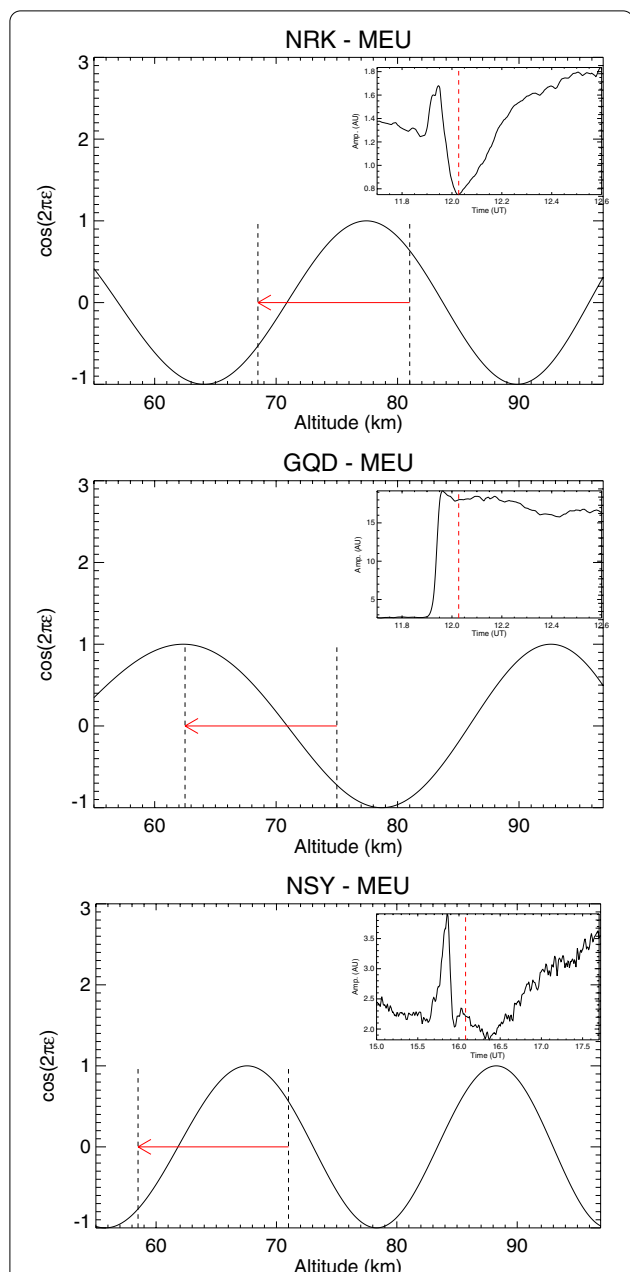 NRK - MEU
1.8
1.6
1.4
1.2
1.0
0.8
Amp. (AU)
11.8 12.0 12.2 12.4 12.6
Time (UT)
3
2
1
0
-1
cos(2πε)
60 70 80 90
Altitude (km)
GQD - MEU
15
10
5
Amp. (AU)
11.8 12.0 12.2 12.4 12.6
Time (UT)
3
2
1
0
-1
cos(2πε)
60 70 80 90
Altitude (km)
NSY - MEU
3.5
3.0
2.5
2.0
Amp. (AU)
15.0 15.5 16.0 16.5 17.0 17.5
Time (UT)
3
2
1
0
-1
cos(2πε)
60 70 80 90
Altitude (km)